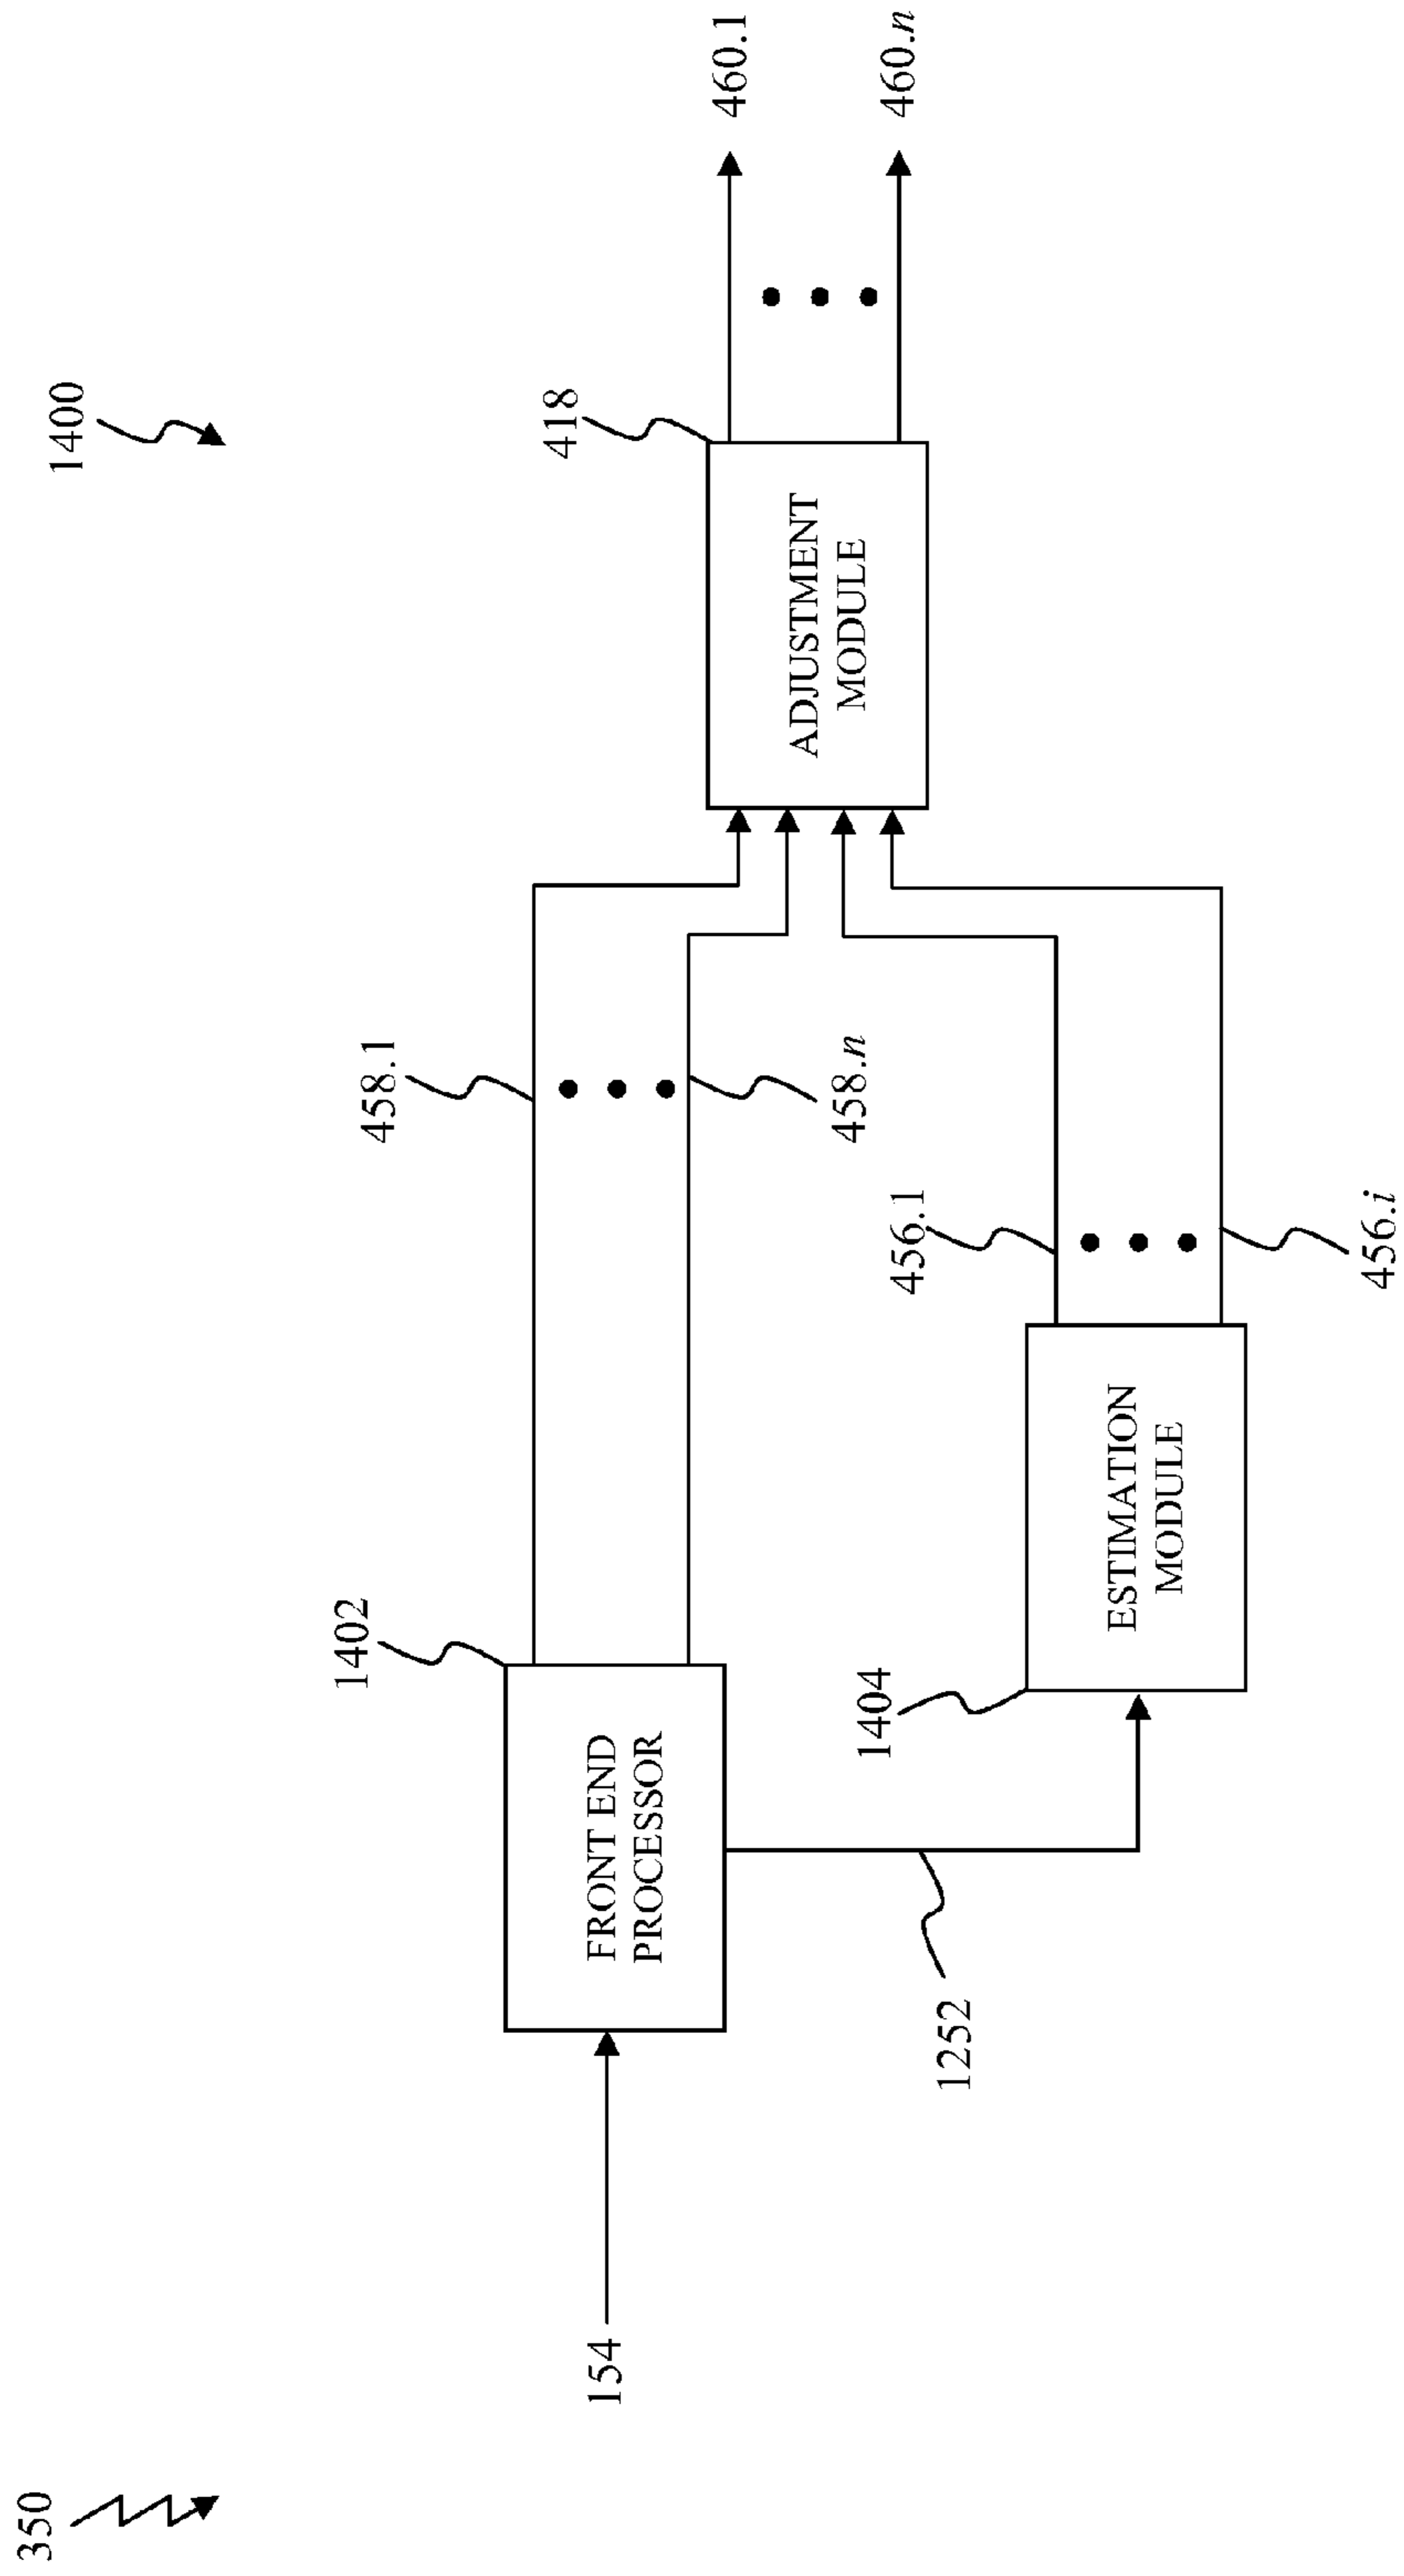 350
1400
154
FRONT END
PROCESSOR
1402
458.1
458.n
418
ADJUSTMENT
MODULE
460.1
460.n
1252
1404
ESTIMATION
MODULE
456.1
456.i